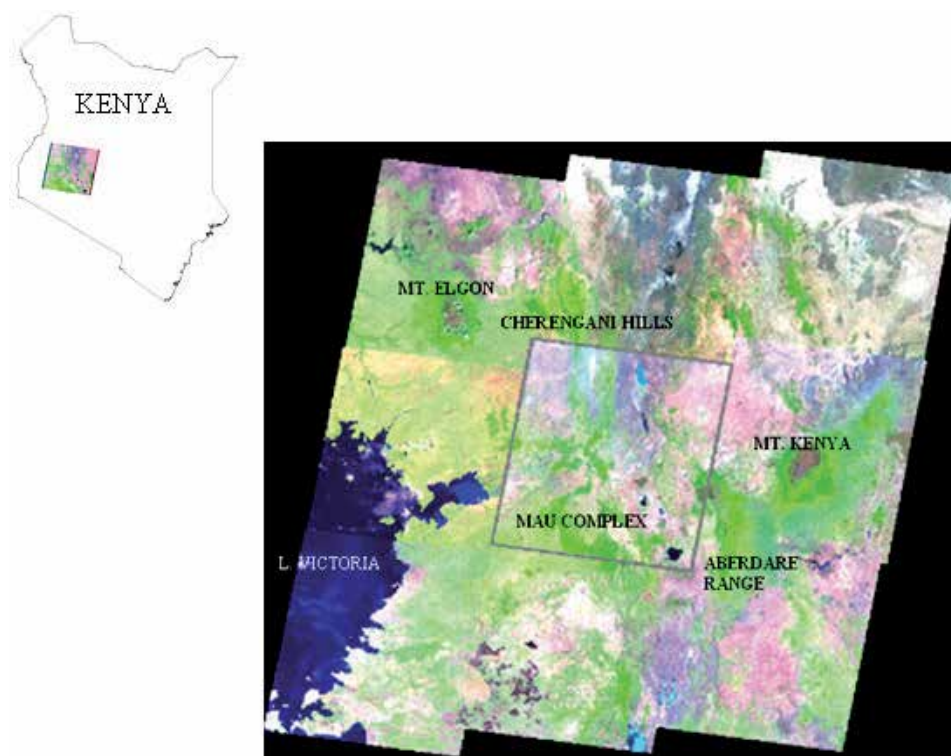 KENYA
MT. ELGON
CHERENGANI HILLS
MT. KENYA
MAU COMPLEX
L. VICTORIA
ABERDARE
RANGE